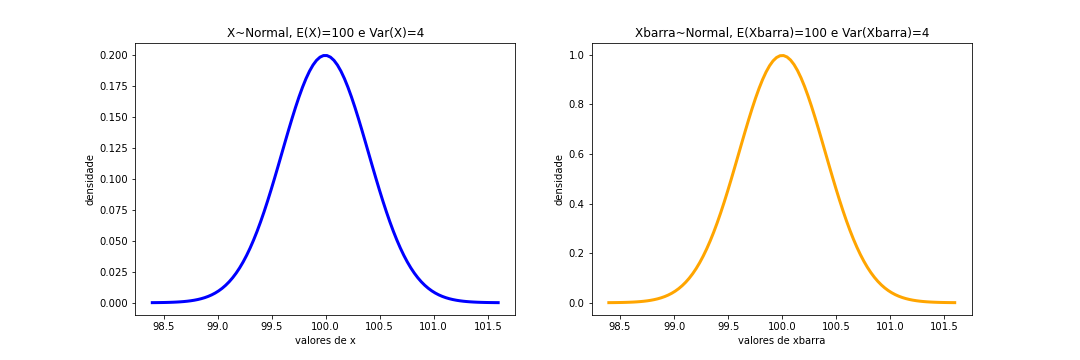 X~Normal, E(X)=100 e Var(X)=4
densidade
0.200
0.175
0.150
0.125
0.100
0.075
0.050
0.025
0.000
98.5 99.0 99.5 100.0 100.5 101.0 101.5
valores de x
Xbarra~Normal, E(Xbarra)=100 e Var(Xbarra)=4
densidade
1.0
0.8
0.6
0.4
0.2
0.0
98.5 99.0 99.5 100.0 100.5 101.0 101.5
valores de xbarra